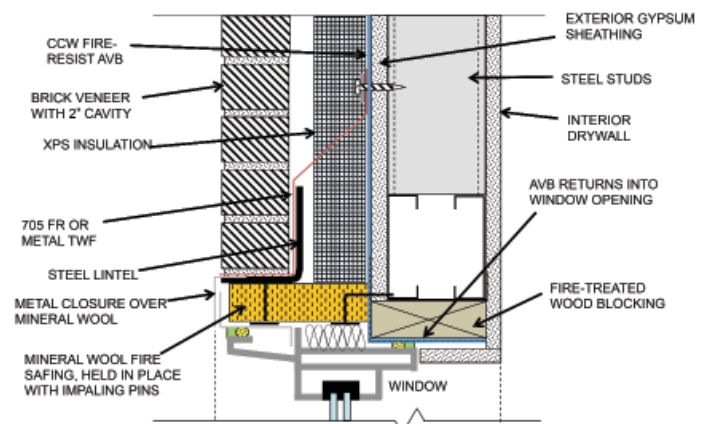 CCW FIRE-
RESIST AVB
BRICK VENEER
WITH 2" CAVITY
XPS INSULATION
705 FR OR
METAL TWF
STEEL LINTEL
METAL CLOSURE OVER
MINERAL WOOL
MINERAL WOOL FIRE
SAFING, HELD IN PLACE
WITH IMPALING PINS
EXTERIOR GYPSUM
SHEATHING
STEEL STUDS
INTERIOR
DRYWALL
AVB RETURNS INTO
WINDOW OPENING
FIRE-TREATED
WOOD BLOCKING
WINDOW